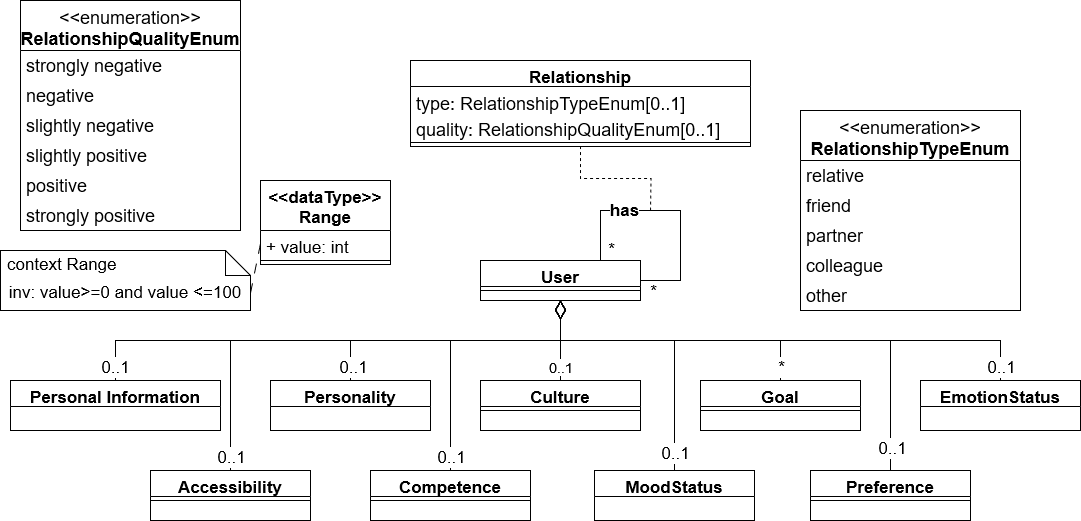 <<enumeration>>
RelationshipQualityEnum
strongly negative
negative
slightly negative
slightly positive
positive
strongly positive
Relationship
type: RelationshipTypeEnum[0..1]
quality: RelationshipQualityEnum[0..1]
<<enumeration>>
RelationshipTypeEnum
relative
friend
partner
colleague
other
<<dataType>>
Range
+ value: int
context Range
inv: value>=0 and value <=100
has
*
User
*
0..1
0..1
0..1
*
0..1
Personal Information
Personality
Culture
Goal
EmotionStatus
0..1
0..1
0..1
0..1
Accessibility
Competence
MoodStatus
Preference